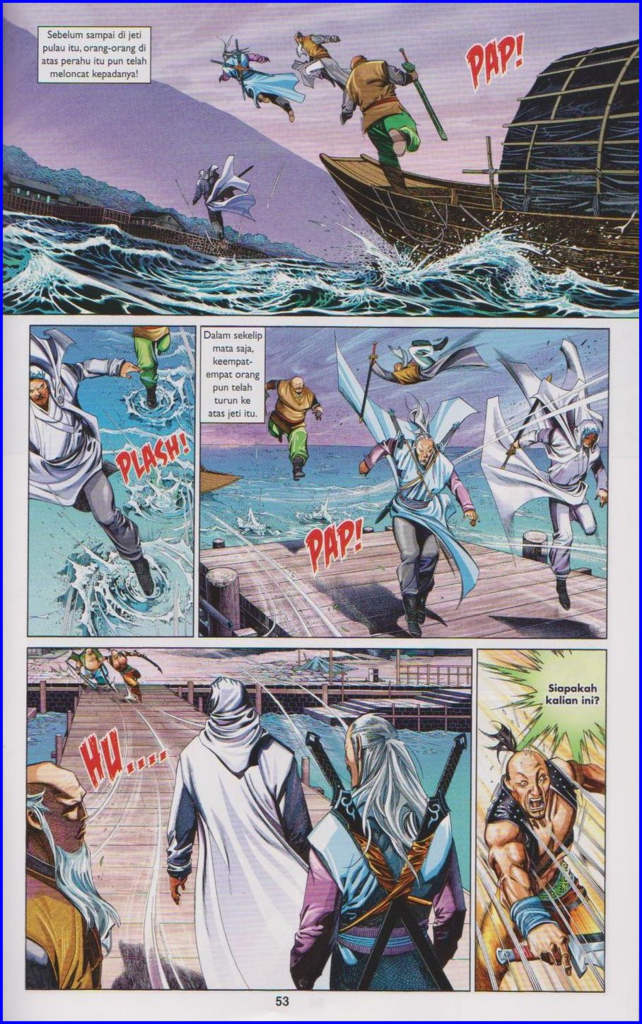 Sebelum sampai di jeti
pulau itu, orang-orang di
atas perahu itu pun telah
meloncat kepadanya!
PAP!
PLASH!
Dalam sekelip
mata saja,
keempat-
empat orang
pun telah
turun ke
atas jeti itu.
PAP!
HU....
Siapakah
kalian ini?
53